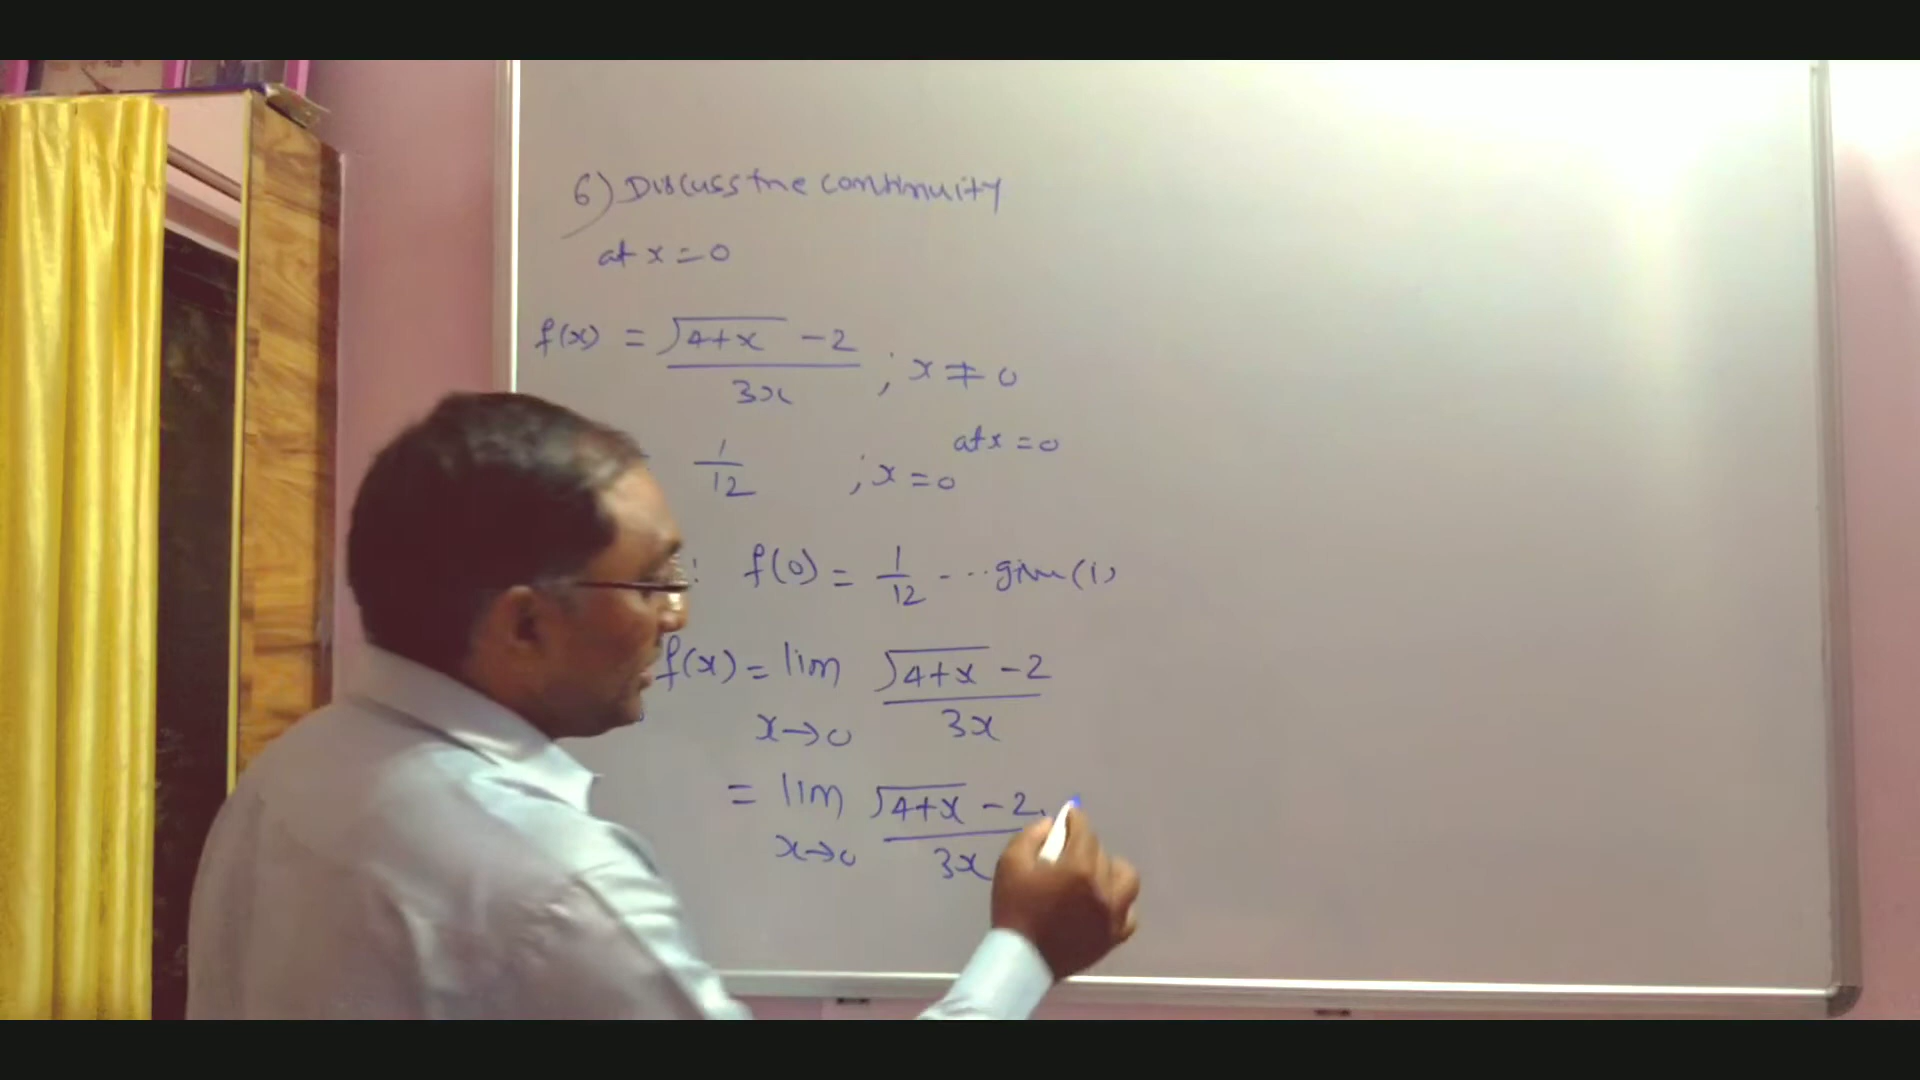 6) Discuss the continuity
at x = 0
f(x) = √(4+x) - 2 / 3x ; x ≠ 0
at x = 0
1/12 ; x = 0
: f(0) = 1/12 --- given (i)
f(x) = lim x→0 √(4+x) - 2 / 3x
= lim x→0 √(4+x) - 2 / 3x